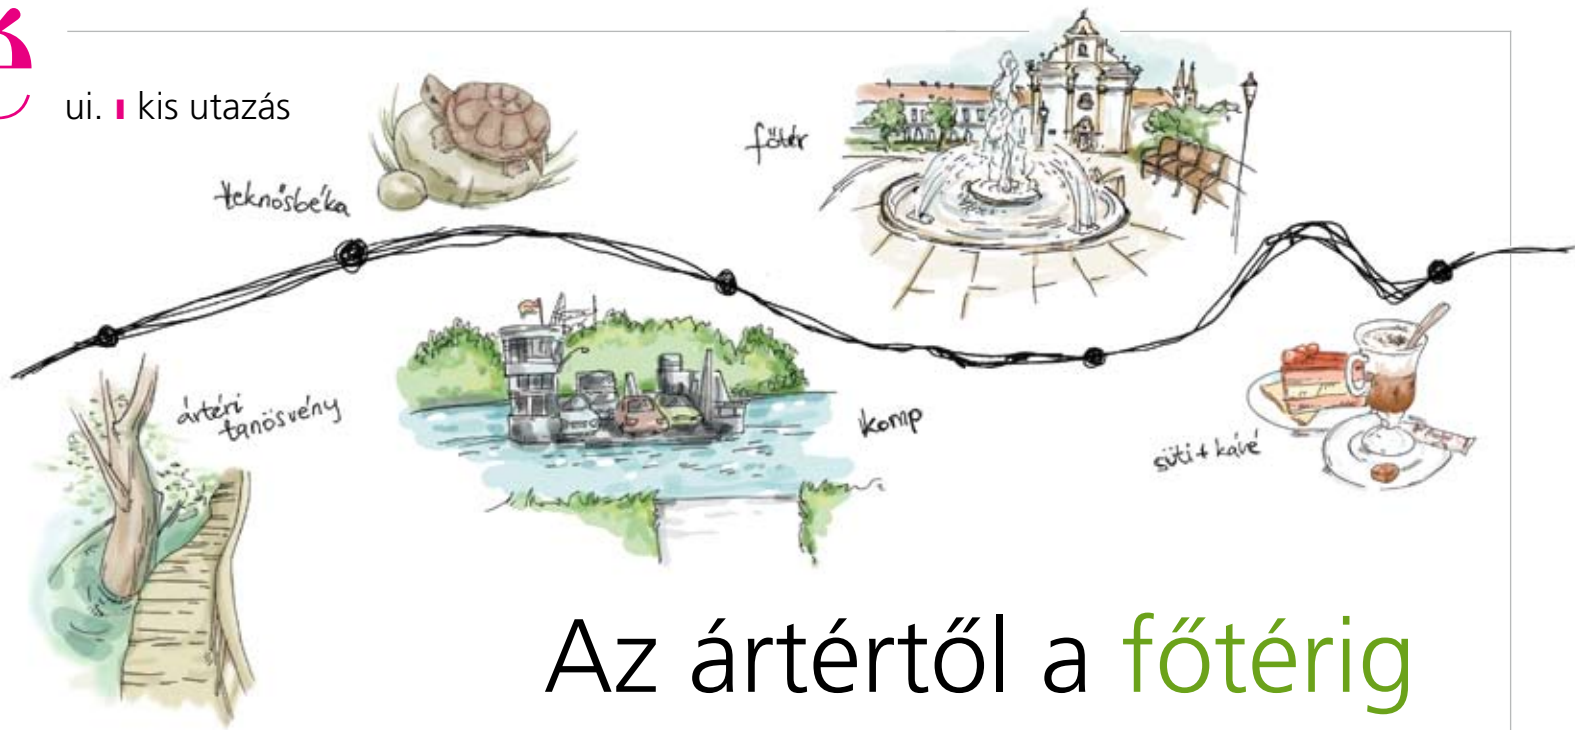 ui. ı kis utazás
teknősbéka
főtér
ártéri
tanösvény
komp
süti + kávé
Az ártértől a főtérig